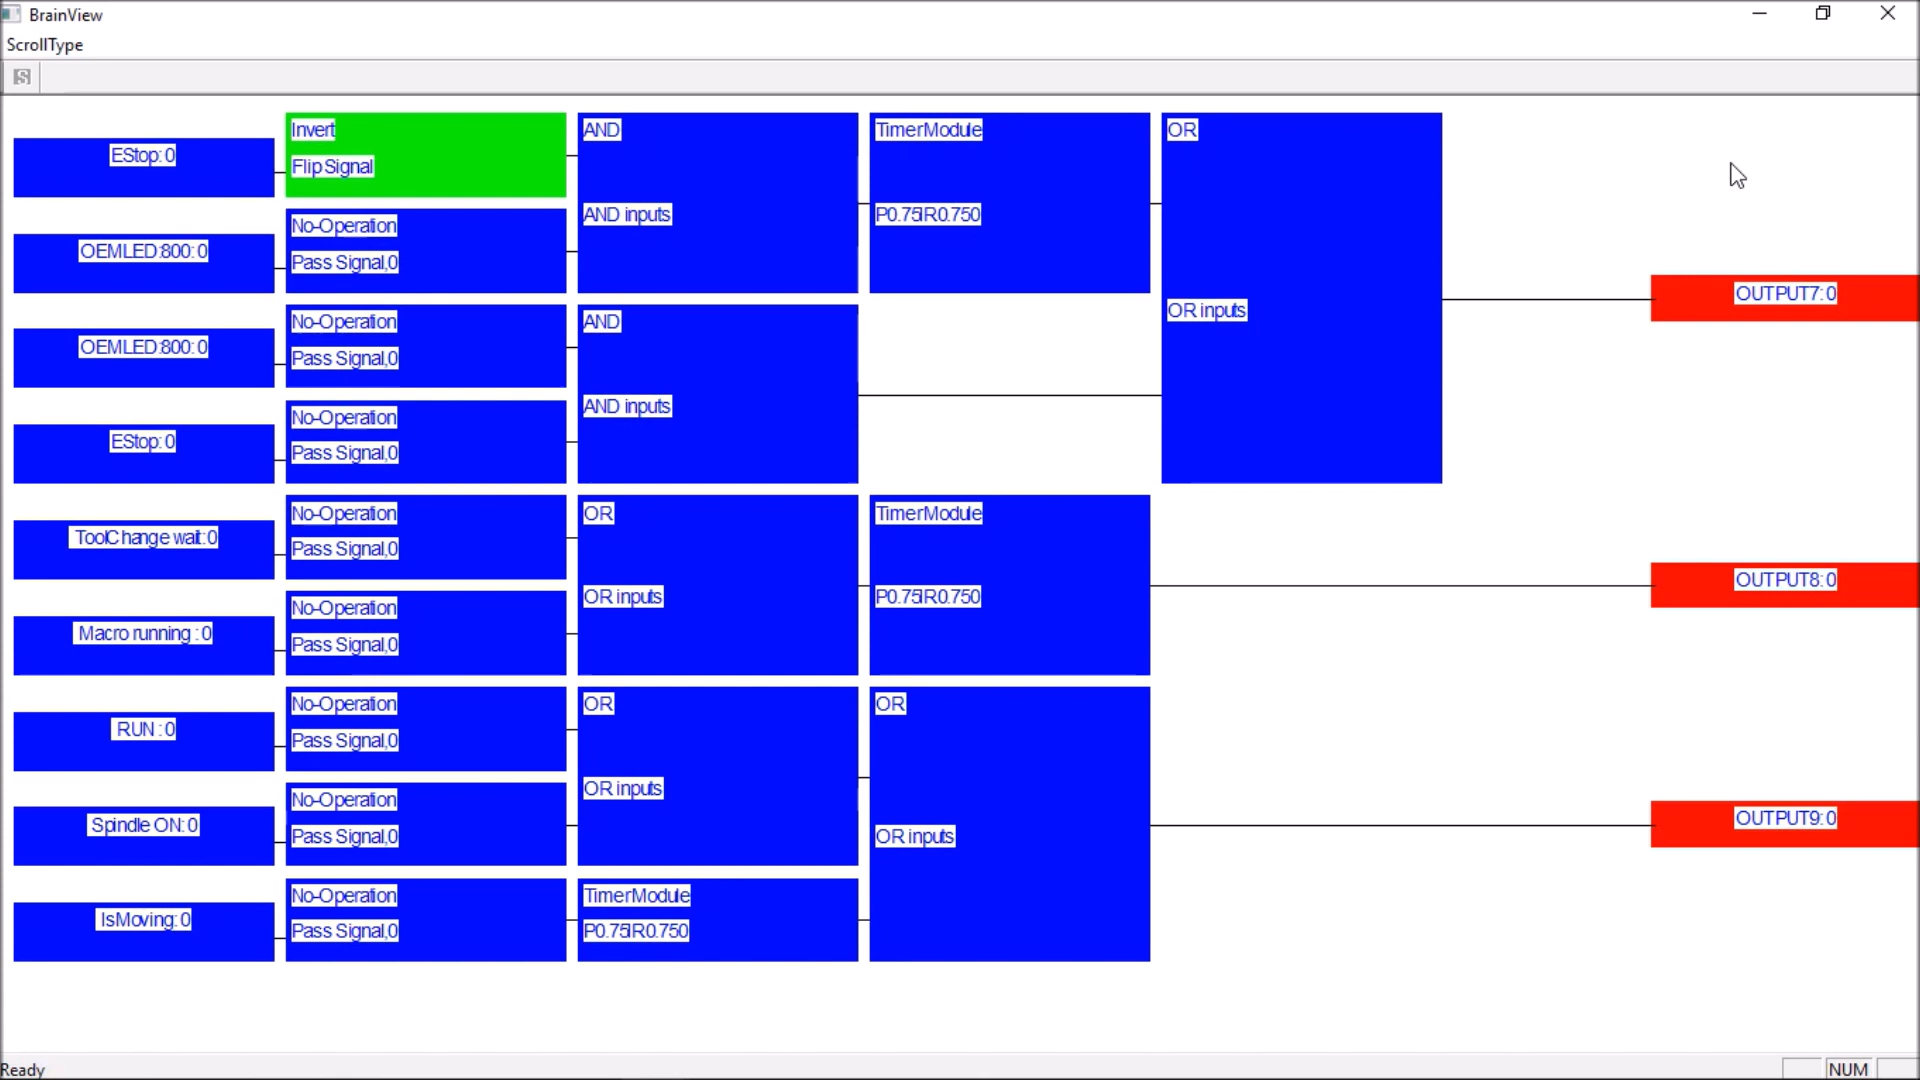 BrainView
ScrollType
S
EStop: 0
Invert
Flip Signal
AND
AND inputs
TimerModule
P0.75IR0.750
OR
OR inputs
OEMLED:800: 0
No-Operation
Pass Signal,0
OUTPUT7: 0
OEMLED:800: 0
No-Operation
Pass Signal,0
AND
AND inputs
EStop: 0
No-Operation
Pass Signal,0
ToolChange wait: 0
No-Operation
Pass Signal,0
OR
OR inputs
TimerModule
P0.75IR0.750
OUTPUT8: 0
Macro running : 0
No-Operation
Pass Signal,0
RUN : 0
No-Operation
Pass Signal,0
OR
OR inputs
OR
OR inputs
OUTPUT9: 0
Spindle ON: 0
No-Operation
Pass Signal,0
IsMoving: 0
No-Operation
Pass Signal,0
TimerModule
P0.75IR0.750
Ready
NUM